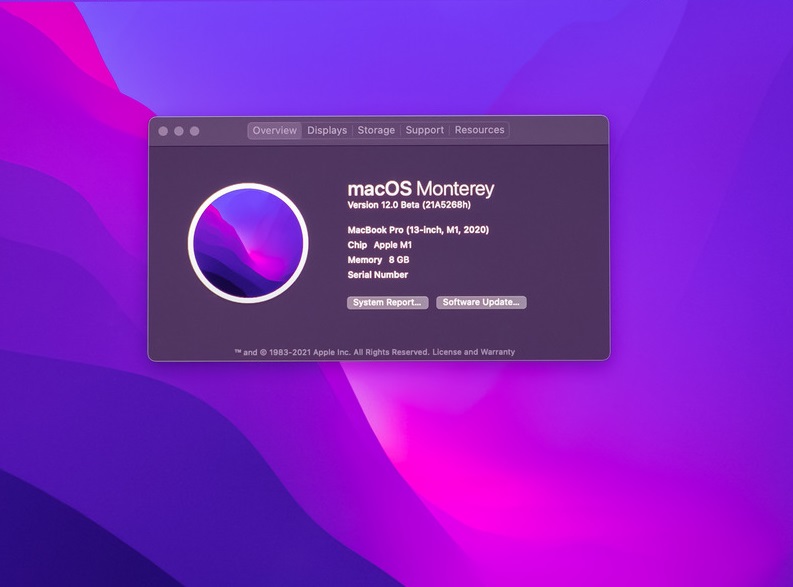 Overview Displays Storage Support Resources
macOS Monterey
Version 12.0 Beta (21A5268h)
MacBook Pro (13-inch, M1, 2020)
Chip Apple M1
Memory 8 GB
Serial Number
System Report... Software Update...
™ and © 1983-2021 Apple Inc. All Rights Reserved. License and Warranty